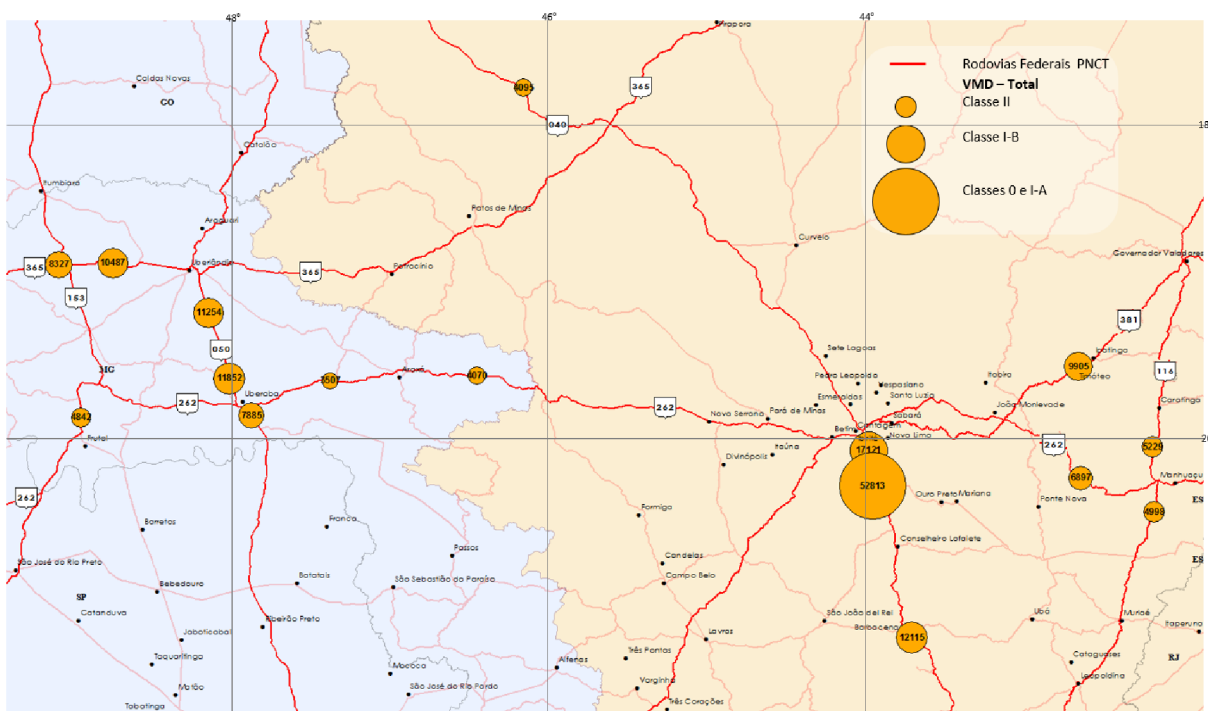 48°
46°
44°
Pirapora
Rodovias Federais PNCT
VMD – Total
Classe II
Classe I-B
Classes 0 e I-A
Caldas Novas
GO
6095
365
040
18
Catalão
Itumbiara
Araguari
Patos de Minas
Curvelo
365
8327
10487
Uberlândia
365
Patrocínio
Governador Valadares
153
11254
381
050
Sete Lagoas
Ipatinga
MG
11852
3507
Araxá
6070
Pedro Leopoldo
Vespasiano
Itabira
9905
Timóteo
116
262
Uberaba
7885
4842
Frutal
262
Nova Serrana
Pará de Minas
Esmeraldas
Santa Luzia
Sabará
João Monlevade
Caratinga
Betim
Contagem
Ibirité
Nova Lima
20
17121
262
5229
Divinópolis
Itaúna
6897
Manhuaçu
262
52813
Ouro Preto
Mariana
Ponte Nova
ES
4998
Barretos
Franca
Formiga
Conselheiro Lafaiete
Passos
Candeias
ES
São José do Rio Preto
Bebedouro
Batatais
São Sebastião do Paraíso
Campo Belo
SP
Catanduva
Ribeirão Preto
São João del Rei
Barbacena
Ubá
Muriaé
Itaperuna
Jaboticabal
Lavras
12115
Taquaritinga
Mococa
Alfenas
Três Pontas
Cataguases
RJ
Leopoldina
Matão
São José do Rio Pardo
Varginha
Tabatinga
Três Corações